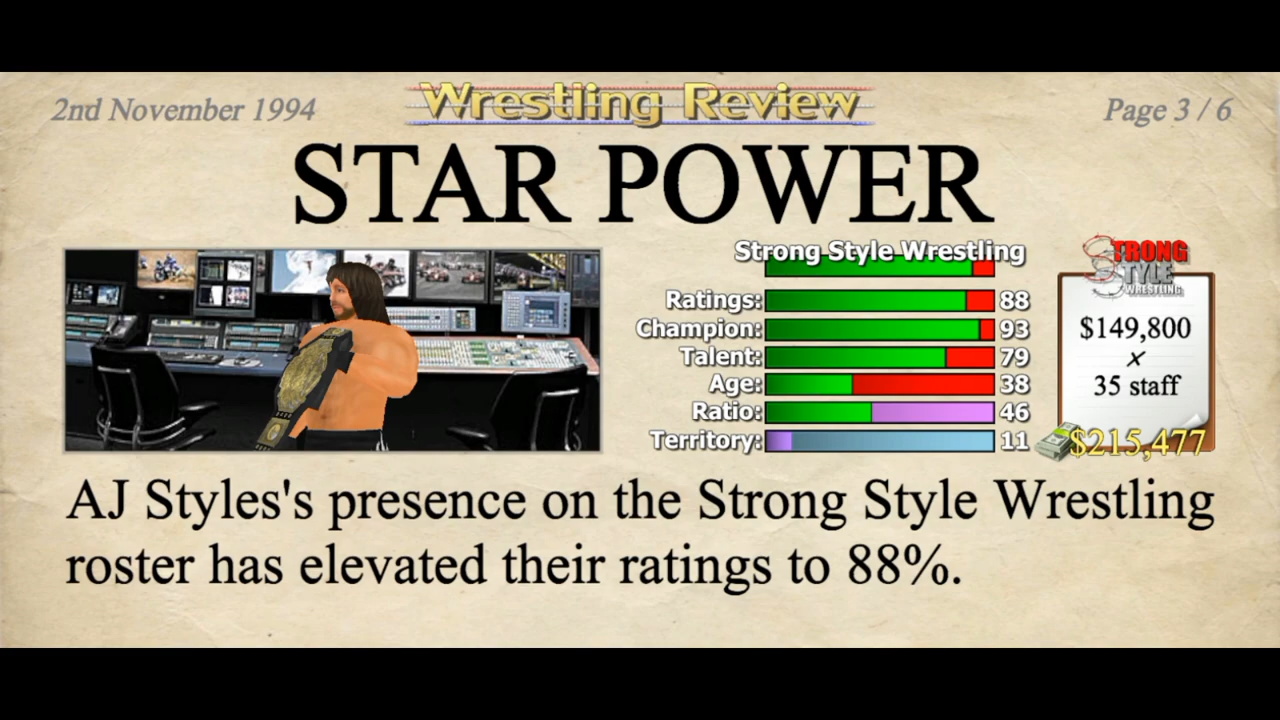 2nd November 1994
Wrestling Review
Page 3 / 6
STAR POWER
Strong Style Wrestling
Ratings: 88
Champion: 93
Talent: 79
Age: 38
Ratio: 46
Territory: 11
STRONG
STYLE
WRESTLING
$149,800
×
35 staff
$215,477
AJ Styles's presence on the Strong Style Wrestling
roster has elevated their ratings to 88%.